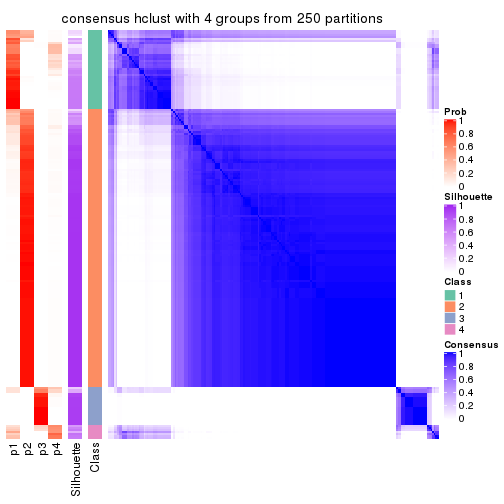 consensus hclust with 4 groups from 250 partitions
Prob
1
0.8
0.6
0.4
0.2
0
Silhouette
1
0.8
0.6
0.4
0.2
0
Class
1
2
3
4
Consensus
1
0.8
0.6
0.4
0.2
0
p1
p2
p3
p4
Silhouette
Class